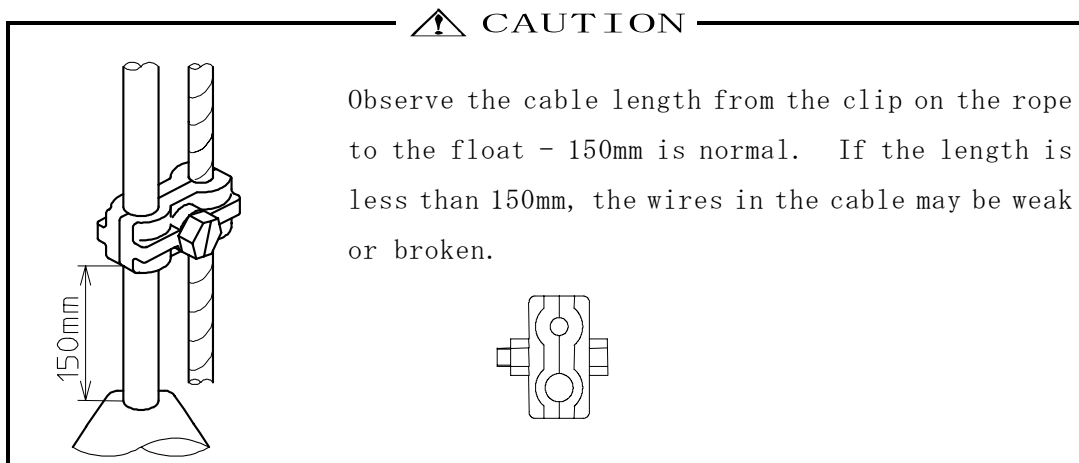 CAUTION
Observe the cable length from the clip on the rope
to the float - 150mm is normal. If the length is
less than 150mm, the wires in the cable may be weak
or broken.
150mm